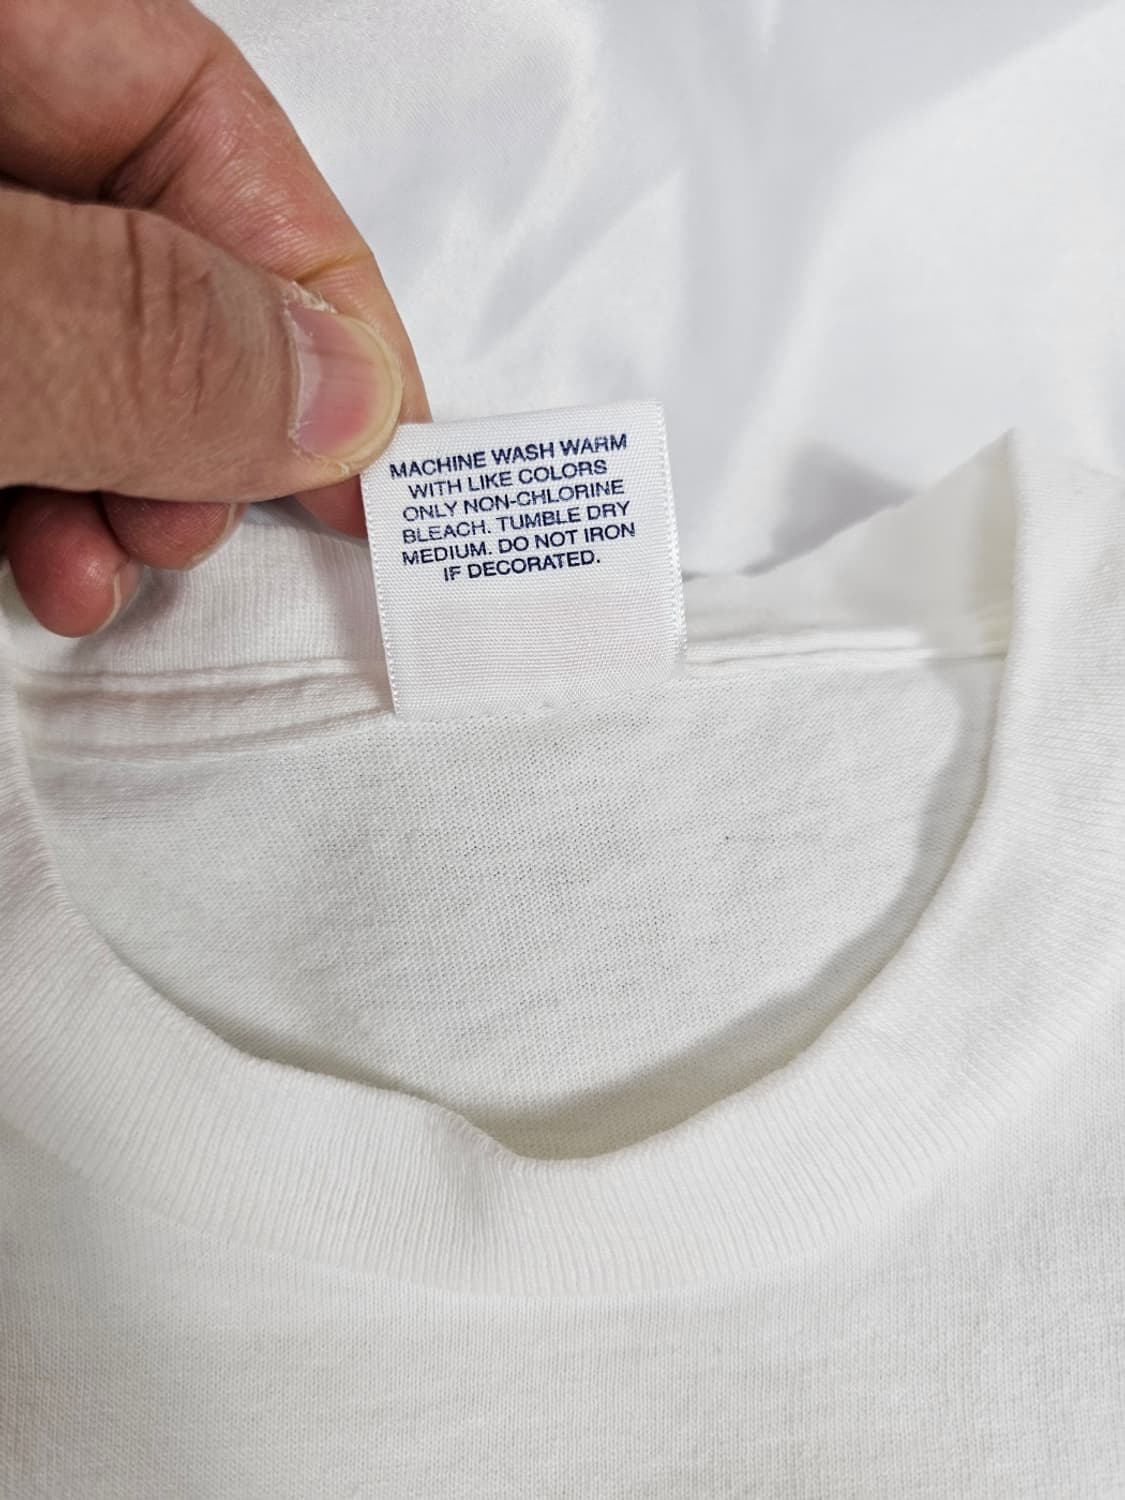 MACHINE WASH WARM
WITH LIKE COLORS
ONLY NON-CHLORINE
BLEACH. TUMBLE DRY
MEDIUM. DO NOT IRON
IF DECORATED.